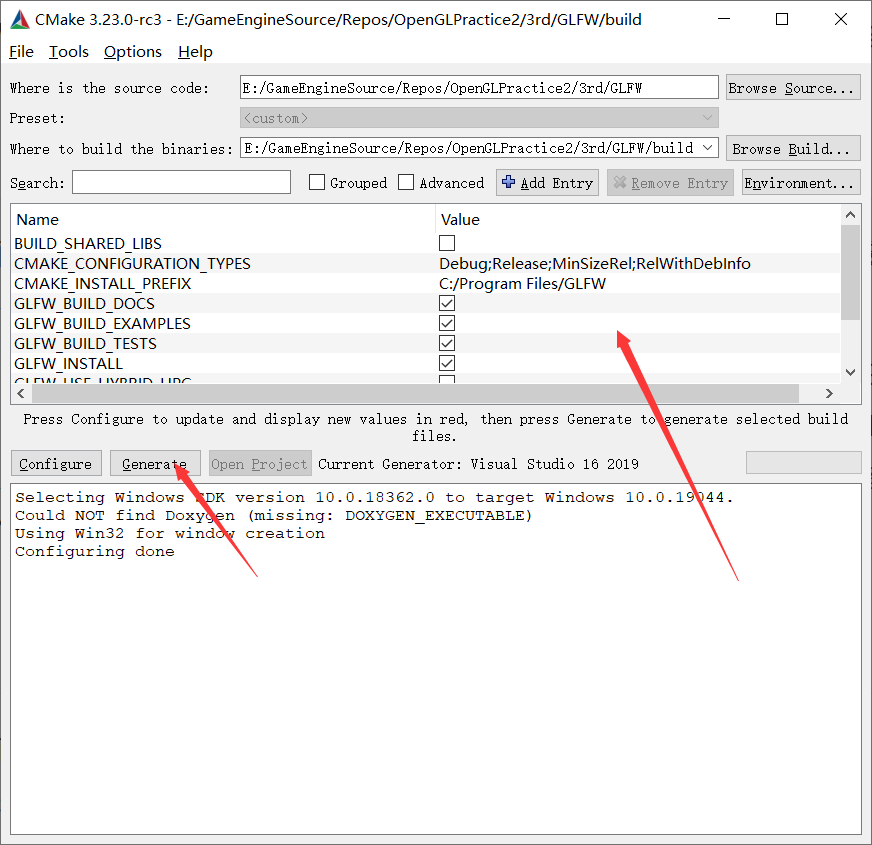 CMake 3.23.0-rc3 - E:/GameEngineSource/Repos/OpenGLPractice2/3rd/GLFW/build
File Tools Options Help
Where is the source code: E:/GameEngineSource/Repos/OpenGLPractice2/3rd/GLFW Browse Source...
Preset: <custom>
Where to build the binaries: E:/GameEngineSource/Repos/OpenGLPractice2/3rd/GLFW/build Browse Build...
Search: Grouped Advanced Add Entry Remove Entry Environment...
Name Value
BUILD_SHARED_LIBS
CMAKE_CONFIGURATION_TYPES Debug;Release;MinSizeRel;RelWithDebInfo
CMAKE_INSTALL_PREFIX C:/Program Files/GLFW
GLFW_BUILD_DOCS
GLFW_BUILD_EXAMPLES
GLFW_BUILD_TESTS
GLFW_INSTALL
GLFW_USE_HYBRID_HPG
Press Configure to update and display new values in red, then press Generate to generate selected build
files.
Configure Generate Open Project Current Generator: Visual Studio 16 2019
Selecting Windows SDK version 10.0.18362.0 to target Windows 10.0.19044.
Could NOT find Doxygen (missing: DOXYGEN_EXECUTABLE)
Using Win32 for window creation
Configuring done